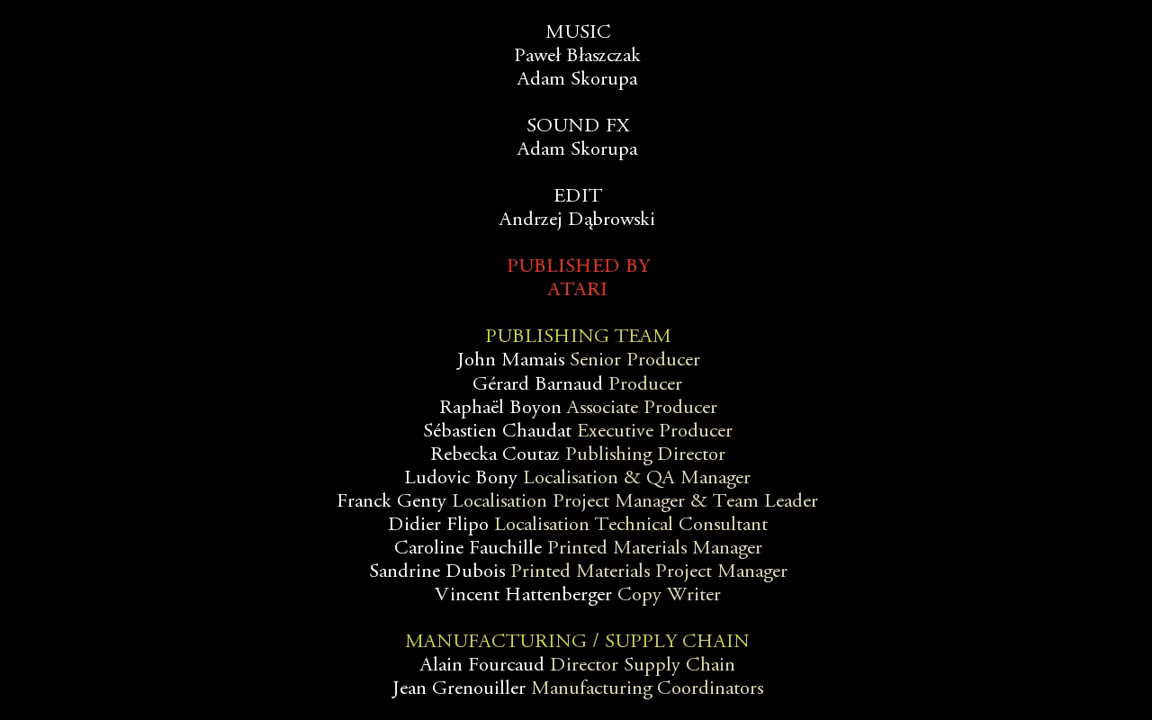 MUSIC
Paweł Błaszczak
Adam Skorupa
SOUND FX
Adam Skorupa
EDIT
Andrzej Dąbrowski
PUBLISHED BY
ATARI
PUBLISHING TEAM
John Mamais Senior Producer
Gérard Barnaud Producer
Raphaël Boyon Associate Producer
Sébastien Chaudat Executive Producer
Rebecka Coutaz Publishing Director
Ludovic Bony Localisation & QA Manager
Franck Genty Localisation Project Manager & Team Leader
Didier Flipo Localisation Technical Consultant
Caroline Fauchille Printed Materials Manager
Sandrine Dubois Printed Materials Project Manager
Vincent Hattenberger Copy Writer
MANUFACTURING / SUPPLY CHAIN
Alain Fourcaud Director Supply Chain
Jean Grenouiller Manufacturing Coordinators